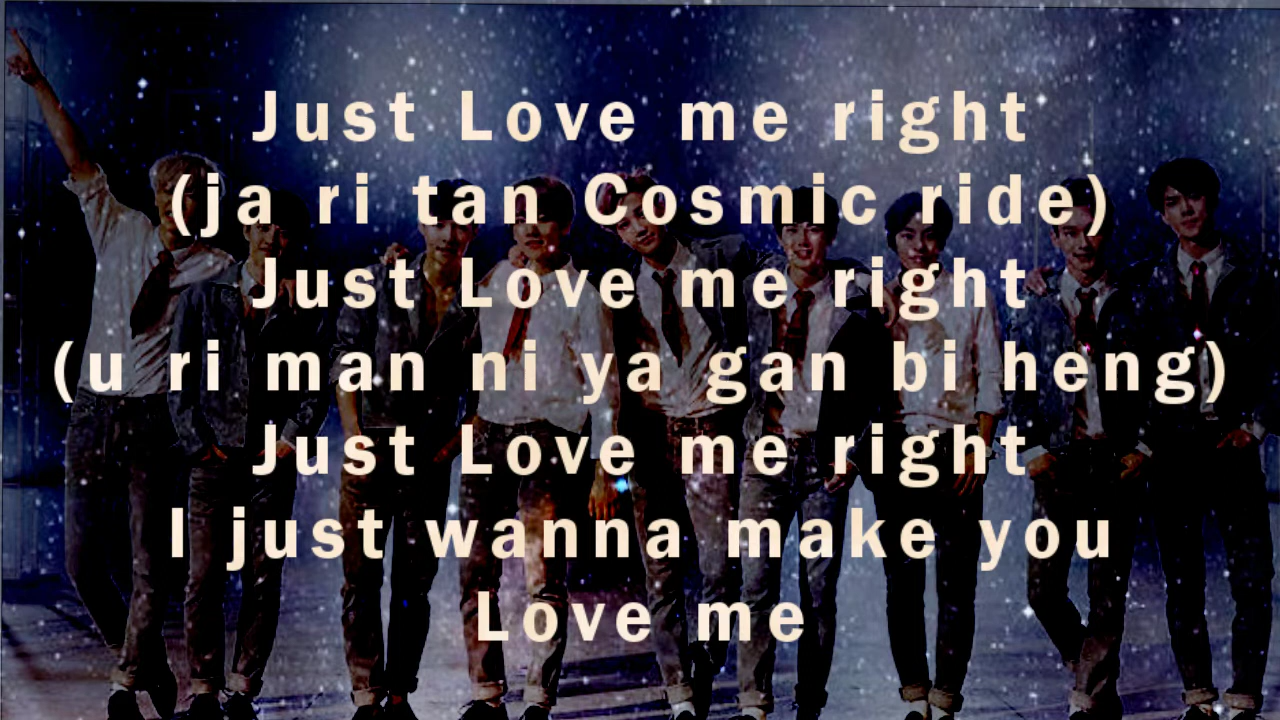 Just Love me right
(ja ri tan Cosmic ride)
Just Love me right
(u ri man ni ya gan bi heng)
Just Love me right
I just wanna make you
Love me